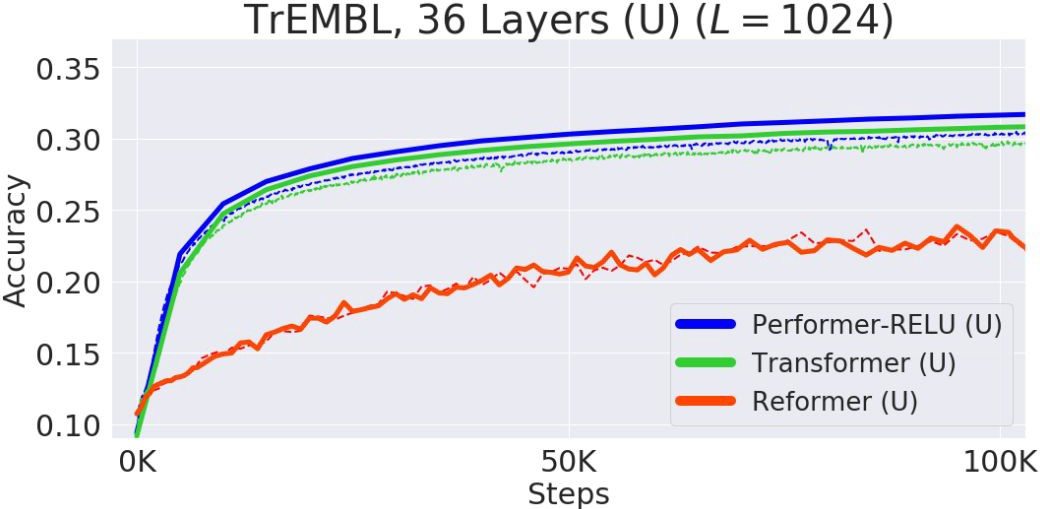 TrEMBL, 36 Layers (U) (L = 1024)
0.35
0.30
0.25
0.20
0.15
0.10
Accuracy
Performer-RELU (U)
Transformer (U)
Reformer (U)
0K 50K 100K
Steps